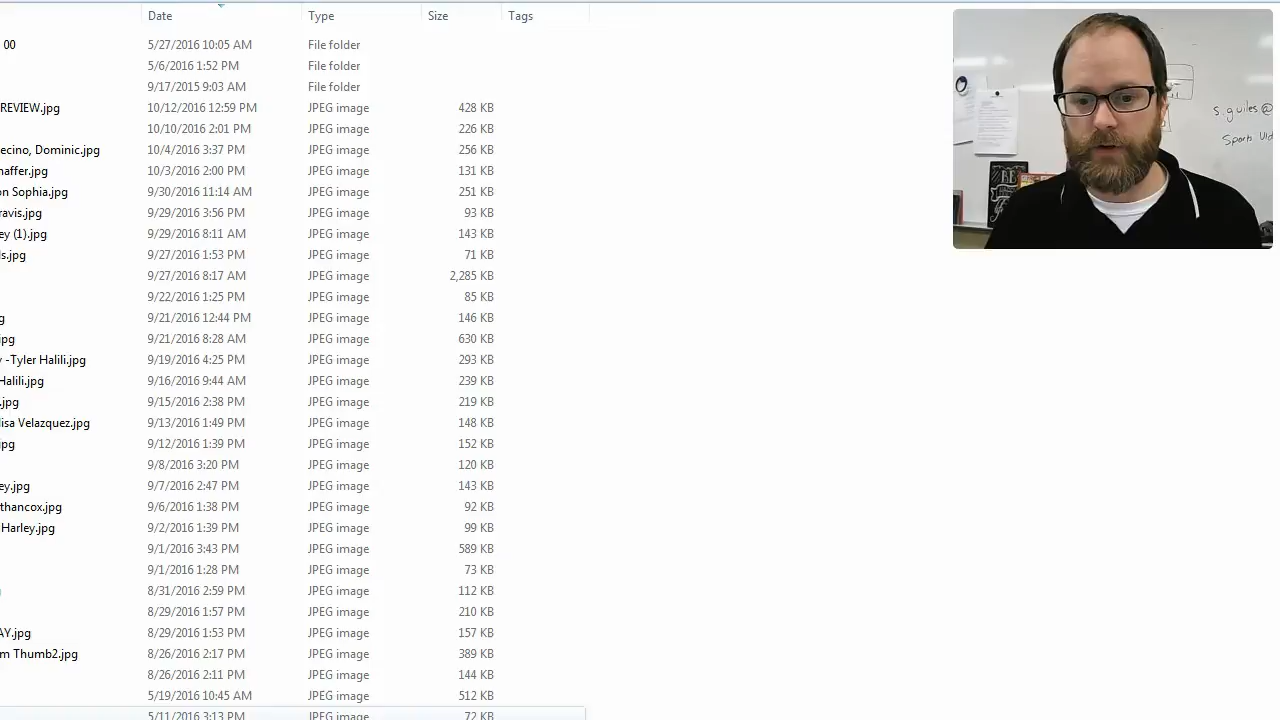 Date Type Size Tags
00 5/27/2016 10:05 AM File folder
5/6/2016 1:52 PM File folder
9/17/2015 9:03 AM File folder
REVIEW.jpg 10/12/2016 12:59 PM JPEG image 428 KB
10/10/2016 2:01 PM JPEG image 226 KB
ecino, Dominic.jpg 10/4/2016 3:37 PM JPEG image 256 KB
haffer.jpg 10/3/2016 2:00 PM JPEG image 131 KB
on Sophia.jpg 9/30/2016 11:14 AM JPEG image 251 KB
ravis.jpg 9/29/2016 3:56 PM JPEG image 93 KB
ey (1).jpg 9/29/2016 8:11 AM JPEG image 143 KB
ls.jpg 9/27/2016 1:53 PM JPEG image 71 KB
9/27/2016 8:17 AM JPEG image 2,285 KB
9/22/2016 1:25 PM JPEG image 85 KB
g 9/21/2016 12:44 PM JPEG image 146 KB
jpg 9/21/2016 8:28 AM JPEG image 630 KB
y -Tyler Halili.jpg 9/19/2016 4:25 PM JPEG image 293 KB
Halili.jpg 9/16/2016 9:44 AM JPEG image 239 KB
.jpg 9/15/2016 2:38 PM JPEG image 219 KB
lisa Velazquez.jpg 9/13/2016 1:49 PM JPEG image 148 KB
jpg 9/12/2016 1:39 PM JPEG image 152 KB
9/8/2016 3:20 PM JPEG image 120 KB
ey.jpg 9/7/2016 2:47 PM JPEG image 143 KB
thancox.jpg 9/6/2016 1:38 PM JPEG image 92 KB
Harley.jpg 9/2/2016 1:39 PM JPEG image 99 KB
9/1/2016 3:43 PM JPEG image 589 KB
9/1/2016 1:28 PM JPEG image 73 KB
8/31/2016 2:59 PM JPEG image 112 KB
8/29/2016 1:57 PM JPEG image 210 KB
AY.jpg 8/29/2016 1:53 PM JPEG image 157 KB
m Thumb2.jpg 8/26/2016 2:17 PM JPEG image 389 KB
8/26/2016 2:11 PM JPEG image 144 KB
5/19/2016 10:45 AM JPEG image 512 KB
5/11/2016 3:13 PM JPEG image 72 KB
s.guiles@
Sports Vid